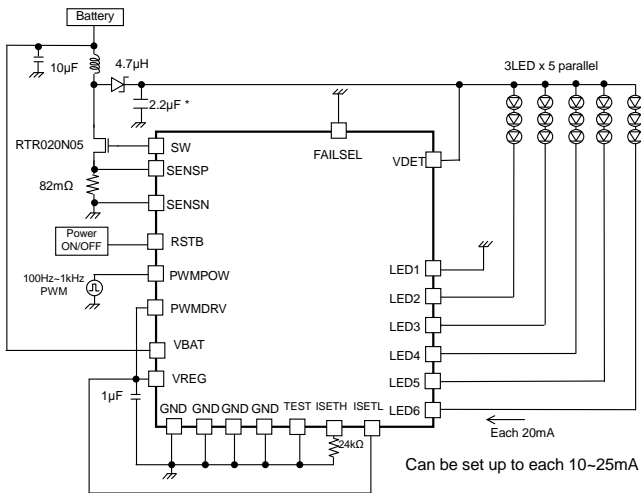 Battery
10µF
4.7µH
2.2µF *
3LED x 5 parallel
RTR020N05
SW
FAILSEL
SENSP
VDET
82mΩ
SENSN
Power
ON/OFF
RSTB
100Hz~1kHz
PWM
PWMPOW
LED1
LED2
PWMDRV
LED3
VBAT
LED4
VREG
LED5
1µF
GND GND GND GND TEST ISETH ISETL
LED6
Each 20mA
24kΩ
Can be set up to each 10~25mA